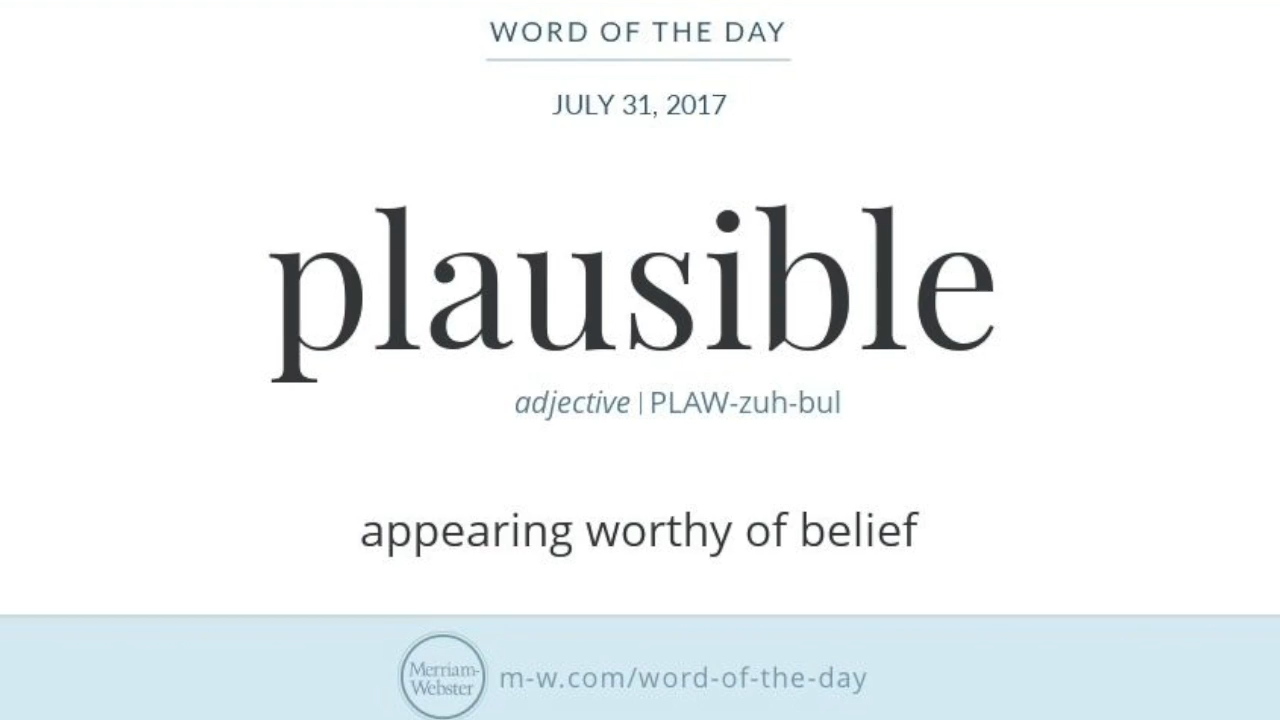 WORD OF THE DAY
JULY 31, 2017
plausible
adjective | PLAW-zuh-bul
appearing worthy of belief
Merriam-
Webster
m-w.com/word-of-the-day